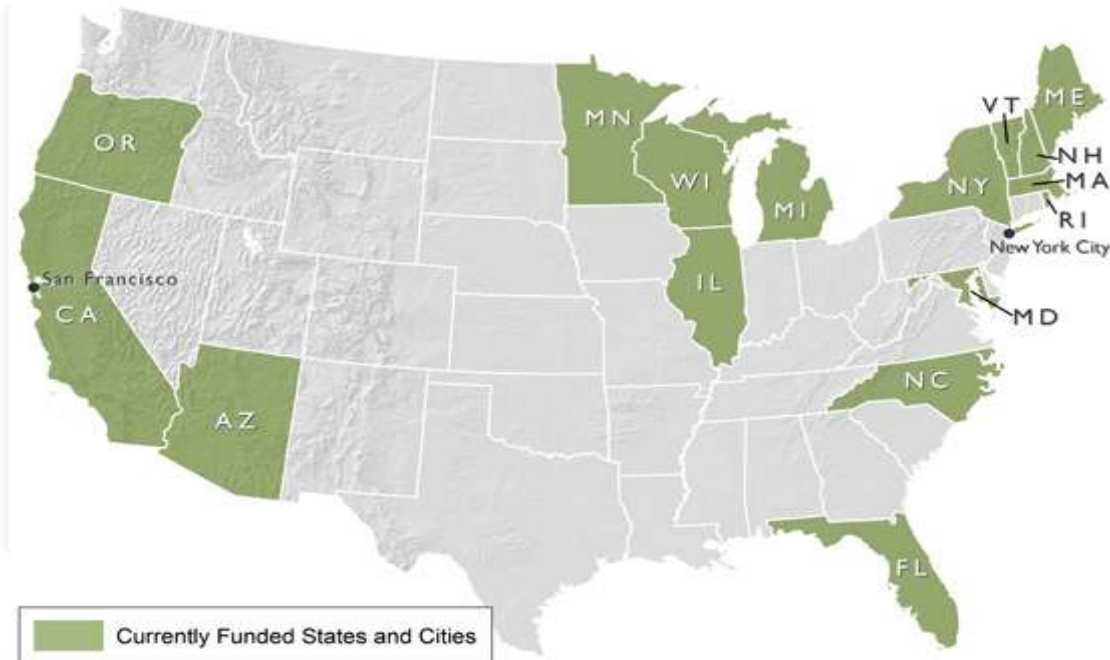 ME
VT
MN
OR
NH
WI
NY
MA
MI
RI
New York City
San Francisco
IL
CA
MD
NC
AZ
FL
Currently Funded States and Cities